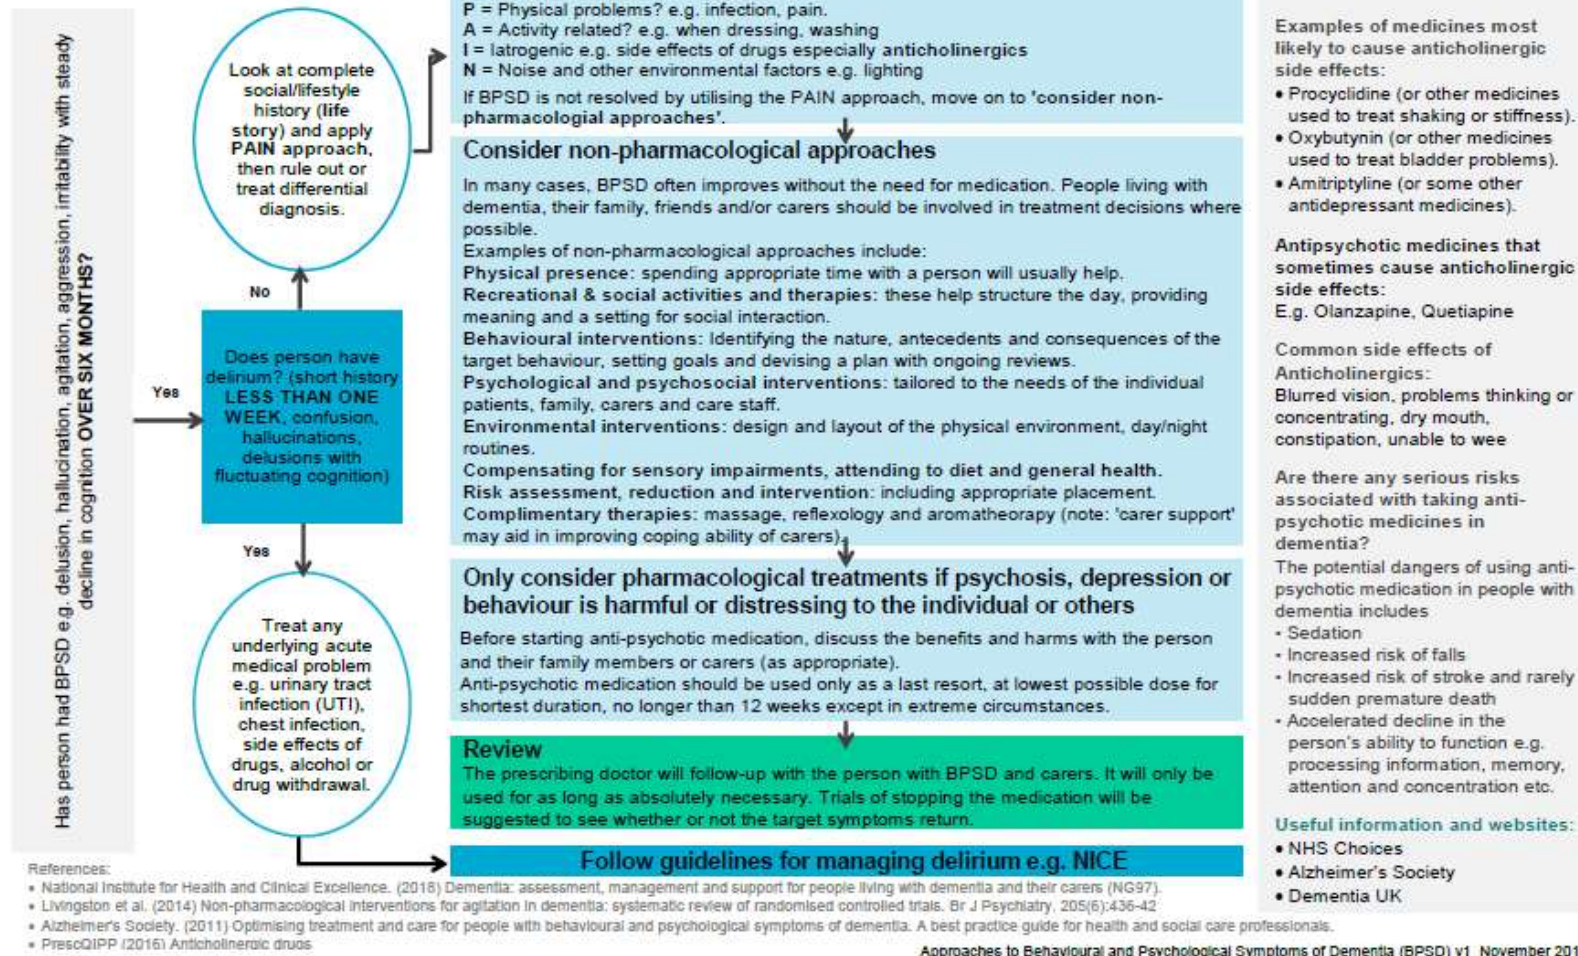 Has person had BPSD e.g. delusion, hallucination, agitation, aggression, irritability with steady
decline in cognition OVER SIX MONTHS?
Yes
Does person have
delirium? (short history
LESS THAN ONE
WEEK, confusion,
hallucinations,
delusions with
fluctuating cognition)
No
Look at complete
social/lifestyle
history (life
story) and apply
PAIN approach,
then rule out or
treat differential
diagnosis.
Yes
Treat any
underlying acute
medical problem
e.g. urinary tract
infection (UTI),
chest infection,
side effects of
drugs, alcohol or
drug withdrawal.
P = Physical problems? e.g. infection, pain.
A = Activity related? e.g. when dressing, washing
I = Iatrogenic e.g. side effects of drugs especially anticholinergics
N = Noise and other environmental factors e.g. lighting
If BPSD is not resolved by utilising the PAIN approach, move on to 'consider non-
pharmacologial approaches'.
Consider non-pharmacological approaches
In many cases, BPSD often improves without the need for medication. People living with
dementia, their family, friends and/or carers should be involved in treatment decisions where
possible.
Examples of non-pharmacological approaches include:
Physical presence: spending appropriate time with a person will usually help.
Recreational & social activities and therapies: these help structure the day, providing
meaning and a setting for social interaction.
Behavioural interventions: Identifying the nature, antecedents and consequences of the
target behaviour, setting goals and devising a plan with ongoing reviews.
Psychological and psychosocial interventions: tailored to the needs of the individual
patients, family, carers and care staff.
Environmental interventions: design and layout of the physical environment, day/night
routines.
Compensating for sensory impairments, attending to diet and general health.
Risk assessment, reduction and intervention: including appropriate placement.
Complimentary therapies: massage, reflexology and aromatheorapy (note: 'carer support'
may aid in improving coping ability of carers).
Only consider pharmacological treatments if psychosis, depression or
behaviour is harmful or distressing to the individual or others
Before starting anti-psychotic medication, discuss the benefits and harms with the person
and their family members or carers (as appropriate).
Anti-psychotic medication should be used only as a last resort, at lowest possible dose for
shortest duration, no longer than 12 weeks except in extreme circumstances.
Review
The prescribing doctor will follow-up with the person with BPSD and carers. It will only be
used for as long as absolutely necessary. Trials of stopping the medication will be
suggested to see whether or not the target symptoms return.
Follow guidelines for managing delirium e.g. NICE
Examples of medicines most
likely to cause anticholinergic
side effects:
• Procyclidine (or other medicines
used to treat shaking or stiffness).
• Oxybutynin (or other medicines
used to treat bladder problems).
• Amitriptyline (or some other
antidepressant medicines).
Antipsychotic medicines that
sometimes cause anticholinergic
side effects:
E.g. Olanzapine, Quetiapine
Common side effects of
Anticholinergics:
Blurred vision, problems thinking or
concentrating, dry mouth,
constipation, unable to wee
Are there any serious risks
associated with taking anti-
psychotic medicines in
dementia?
The potential dangers of using anti-
psychotic medication in people with
dementia includes
- Sedation
- Increased risk of falls
- Increased risk of stroke and rarely
sudden premature death
- Accelerated decline in the
person's ability to function e.g.
processing information, memory,
attention and concentration etc.
Useful information and websites:
• NHS Choices
• Alzheimer's Society
• Dementia UK
References:
• National Institute for Health and Clinical Excellence. (2018) Dementia: assessment, management and support for people living with dementia and their carers (NG97).
• Livingston et al. (2014) Non-pharmacological interventions for agitation in dementia: systematic review of randomised controlled trials. Br J Psychiatry, 205(6):436-42
• Alzheimer's Society. (2011) Optimising treatment and care for people with behavioural and psychological symptoms of dementia. A best practice guide for health and social care professionals.
• PrescQIPP (2016) Anticholinergic drugs
Approaches to Behavioural and Psychological Symptoms of Dementia (BPSD) v1 November 201